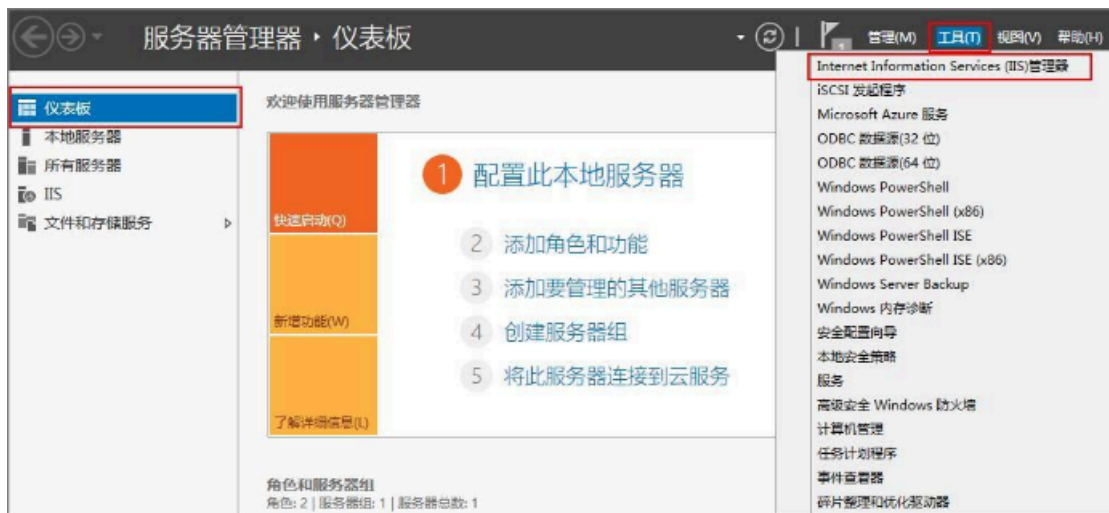 服务器管理器 · 仪表板
管理(M) 工具(T) 视图(V) 帮助(H)
1
仪表板
本地服务器
所有服务器
IIS
文件和存储服务
欢迎使用服务器管理器
快速启动(Q)
新增功能(W)
了解详细信息(L)
1 配置此本地服务器
2 添加角色和功能
3 添加要管理的其他服务器
4 创建服务器组
5 将此服务器连接到云服务
角色和服务器组
角色: 2 | 服务器组: 1 | 服务器总数: 1
Internet Information Services (IIS)管理器
iSCSI 发起程序
Microsoft Azure 服务
ODBC 数据源(32 位)
ODBC 数据源(64 位)
Windows PowerShell
Windows PowerShell (x86)
Windows PowerShell ISE
Windows PowerShell ISE (x86)
Windows Server Backup
Windows 内存诊断
安全配置向导
本地安全策略
服务
高级安全 Windows 防火墙
计算机管理
任务计划程序
事件查看器
碎片整理和优化驱动器